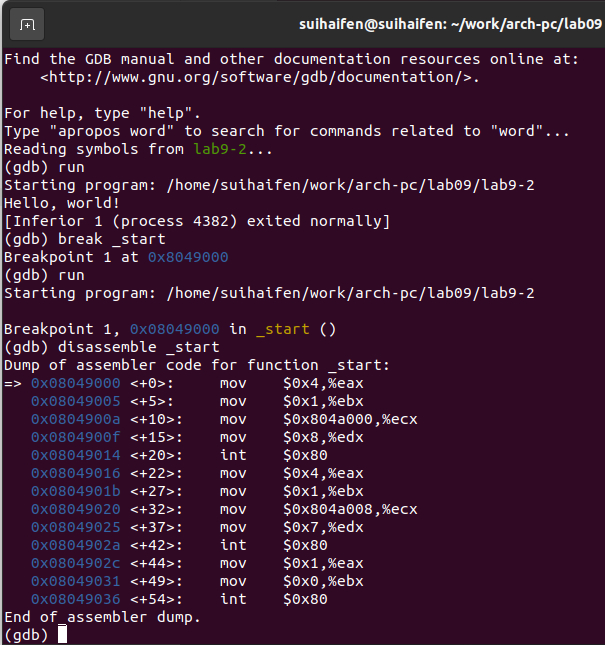 suihaifen@suihaifen: ~/work/arch-pc/lab09
Find the GDB manual and other documentation resources online at:
    <http://www.gnu.org/software/gdb/documentation/>.

For help, type "help".
Type "apropos word" to search for commands related to "word"...
Reading symbols from lab9-2...
(gdb) run
Starting program: /home/suihaifen/work/arch-pc/lab09/lab9-2
Hello, world!
[Inferior 1 (process 4382) exited normally]
(gdb) break _start
Breakpoint 1 at 0x8049000
(gdb) run
Starting program: /home/suihaifen/work/arch-pc/lab09/lab9-2

Breakpoint 1, 0x08049000 in _start ()
(gdb) disassemble _start
Dump of assembler code for function _start:
=> 0x08049000 <+0>:	mov    $0x4,%eax
   0x08049005 <+5>:	mov    $0x1,%ebx
   0x0804900a <+10>:	mov    $0x804a000,%ecx
   0x0804900f <+15>:	mov    $0x8,%edx
   0x08049014 <+20>:	int    $0x80
   0x08049016 <+22>:	mov    $0x4,%eax
   0x0804901b <+27>:	mov    $0x1,%ebx
   0x08049020 <+32>:	mov    $0x804a008,%ecx
   0x08049025 <+37>:	mov    $0x7,%edx
   0x0804902a <+42>:	int    $0x80
   0x0804902c <+44>:	mov    $0x1,%eax
   0x08049031 <+49>:	mov    $0x0,%ebx
   0x08049036 <+54>:	int    $0x80
End of assembler dump.
(gdb)